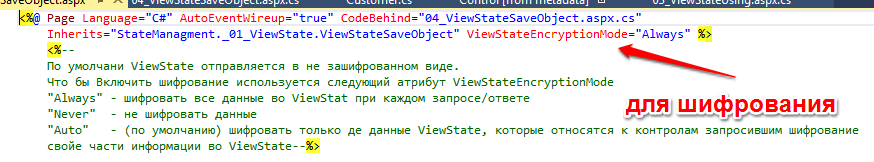 SaveObject.aspx
04_ViewStateSaveObject.aspx.cs
Customer.cs
Control [from metadata]
05_ViewStateUsing.aspx
<%@ Page Language="C#" AutoEventWireup="true" CodeBehind="04_ViewStateSaveObject.aspx.cs"
Inherits="StateManagment._01_ViewState.ViewStateSaveObject" ViewStateEncryptionMode="Always" %>
<%--
По умолчани ViewState отправляется в не зашифрованном виде.
Что бы Включить шифрование используется следующий атрибут ViewStateEncryptionMode
"Always" - шифровать все данные во ViewStat при каждом запросе/ответе
"Never" - не шифровать данные
"Auto" - (по умолчанию) шифровать только де данные ViewState, которые относятся к контролам запросившим шифрование
свойе части информации во ViewState--%>
для шифрования